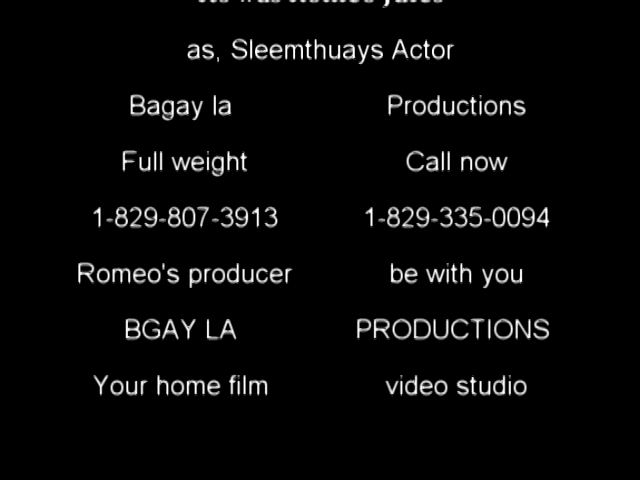 as, Sleemthuays Actor
Bagay la Productions
Full weight Call now
1-829-807-3913 1-829-335-0094
Romeo's producer be with you
BGAY LA PRODUCTIONS
Your home film video studio